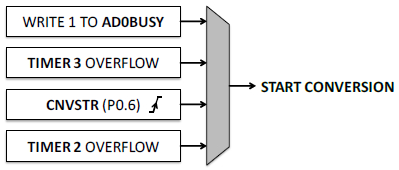 WRITE 1 TO AD0BUSY
TIMER 3 OVERFLOW
CNVSTR (P0.6)
TIMER 2 OVERFLOW
START CONVERSION